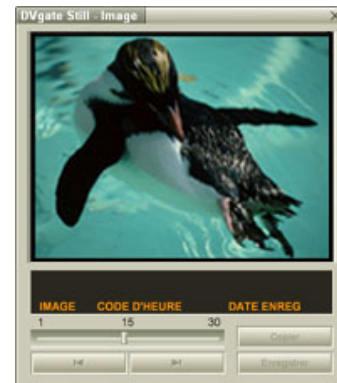 DVgate Still - Image
IMAGE CODE D'HEURE DATE ENREG
1 15 30
Copier
Enregistrer